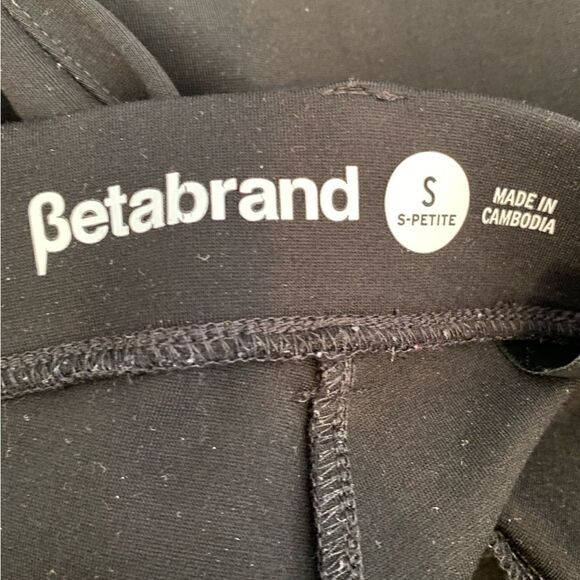 βetabrand
S
S-PETITE
MADE IN
CAMBODIA